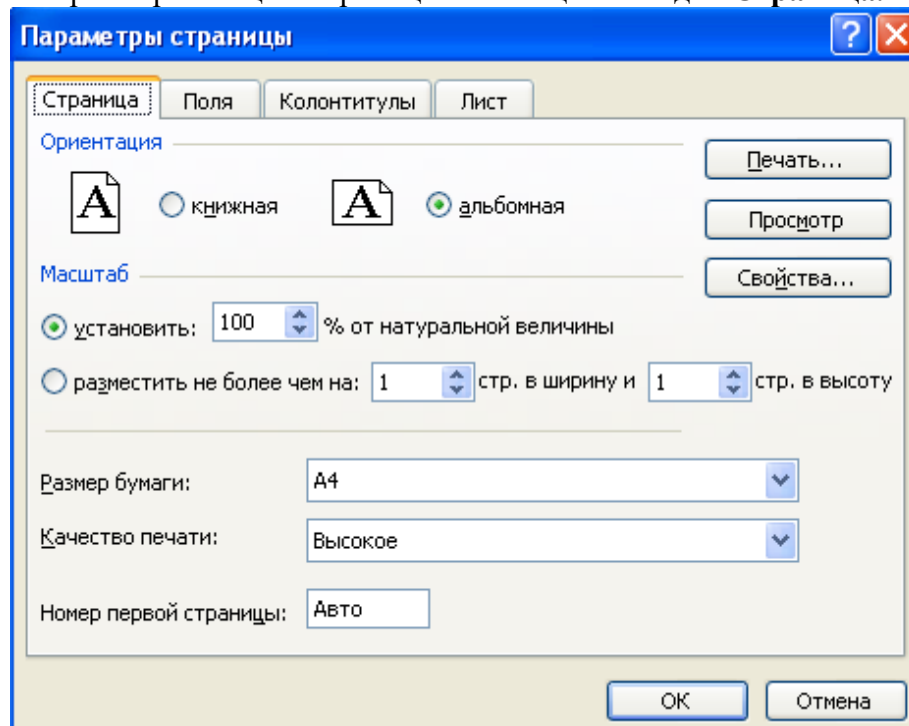 Параметры страницы
Страница Поля Колонтитулы Лист
Ориентация
Печать...
A книжная A альбомная
Просмотр
Масштаб
Свойства...
установить: 100 % от натуральной величины
разместить не более чем на: 1 стр. в ширину и 1 стр. в высоту
Размер бумаги: A4
Качество печати: Высокое
Номер первой страницы: Авто
ОК Отмена